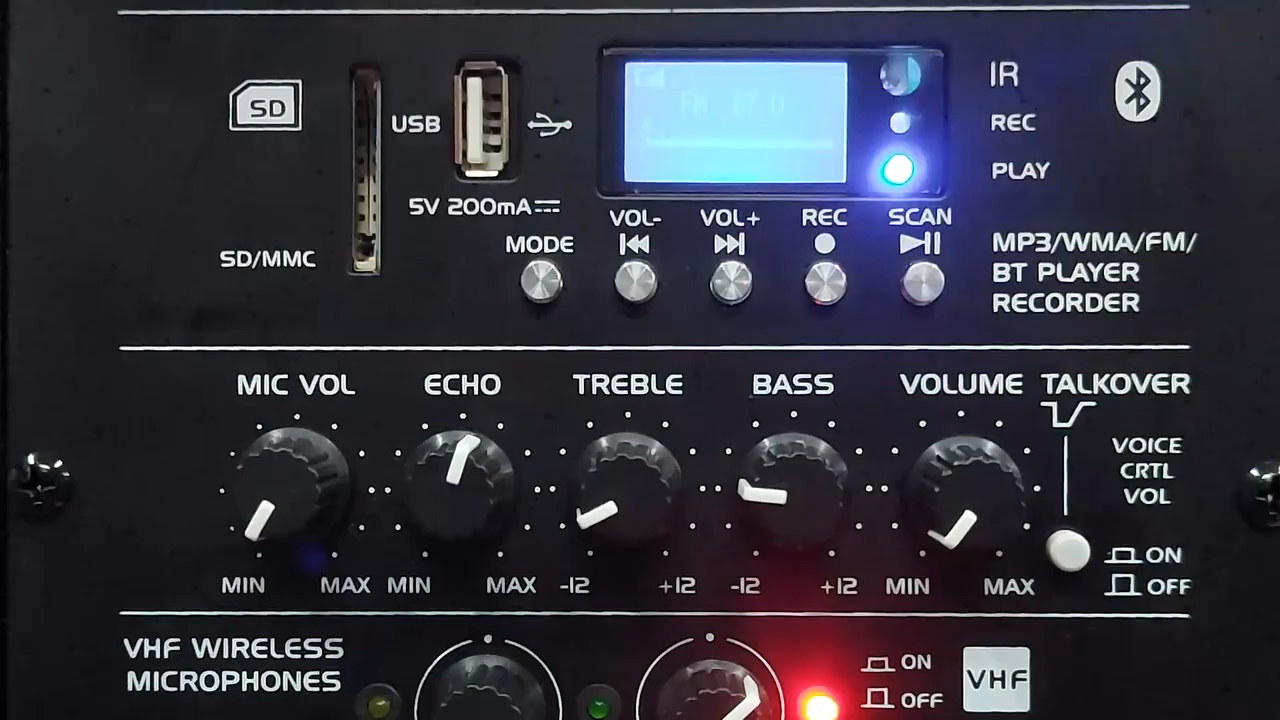 SD
USB
IR
REC
PLAY
5V 200mA
VOL-
VOL+
REC
SCAN
MODE
SD/MMC
MP3/WMA/FM/
BT PLAYER
RECORDER
MIC VOL
ECHO
TREBLE
BASS
VOLUME
TALKOVER
VOICE
CRTL
VOL
ON
OFF
MIN
MAX
MIN
MAX
-12
+12
-12
+12
MIN
MAX
VHF WIRELESS
MICROPHONES
ON
OFF
VHF